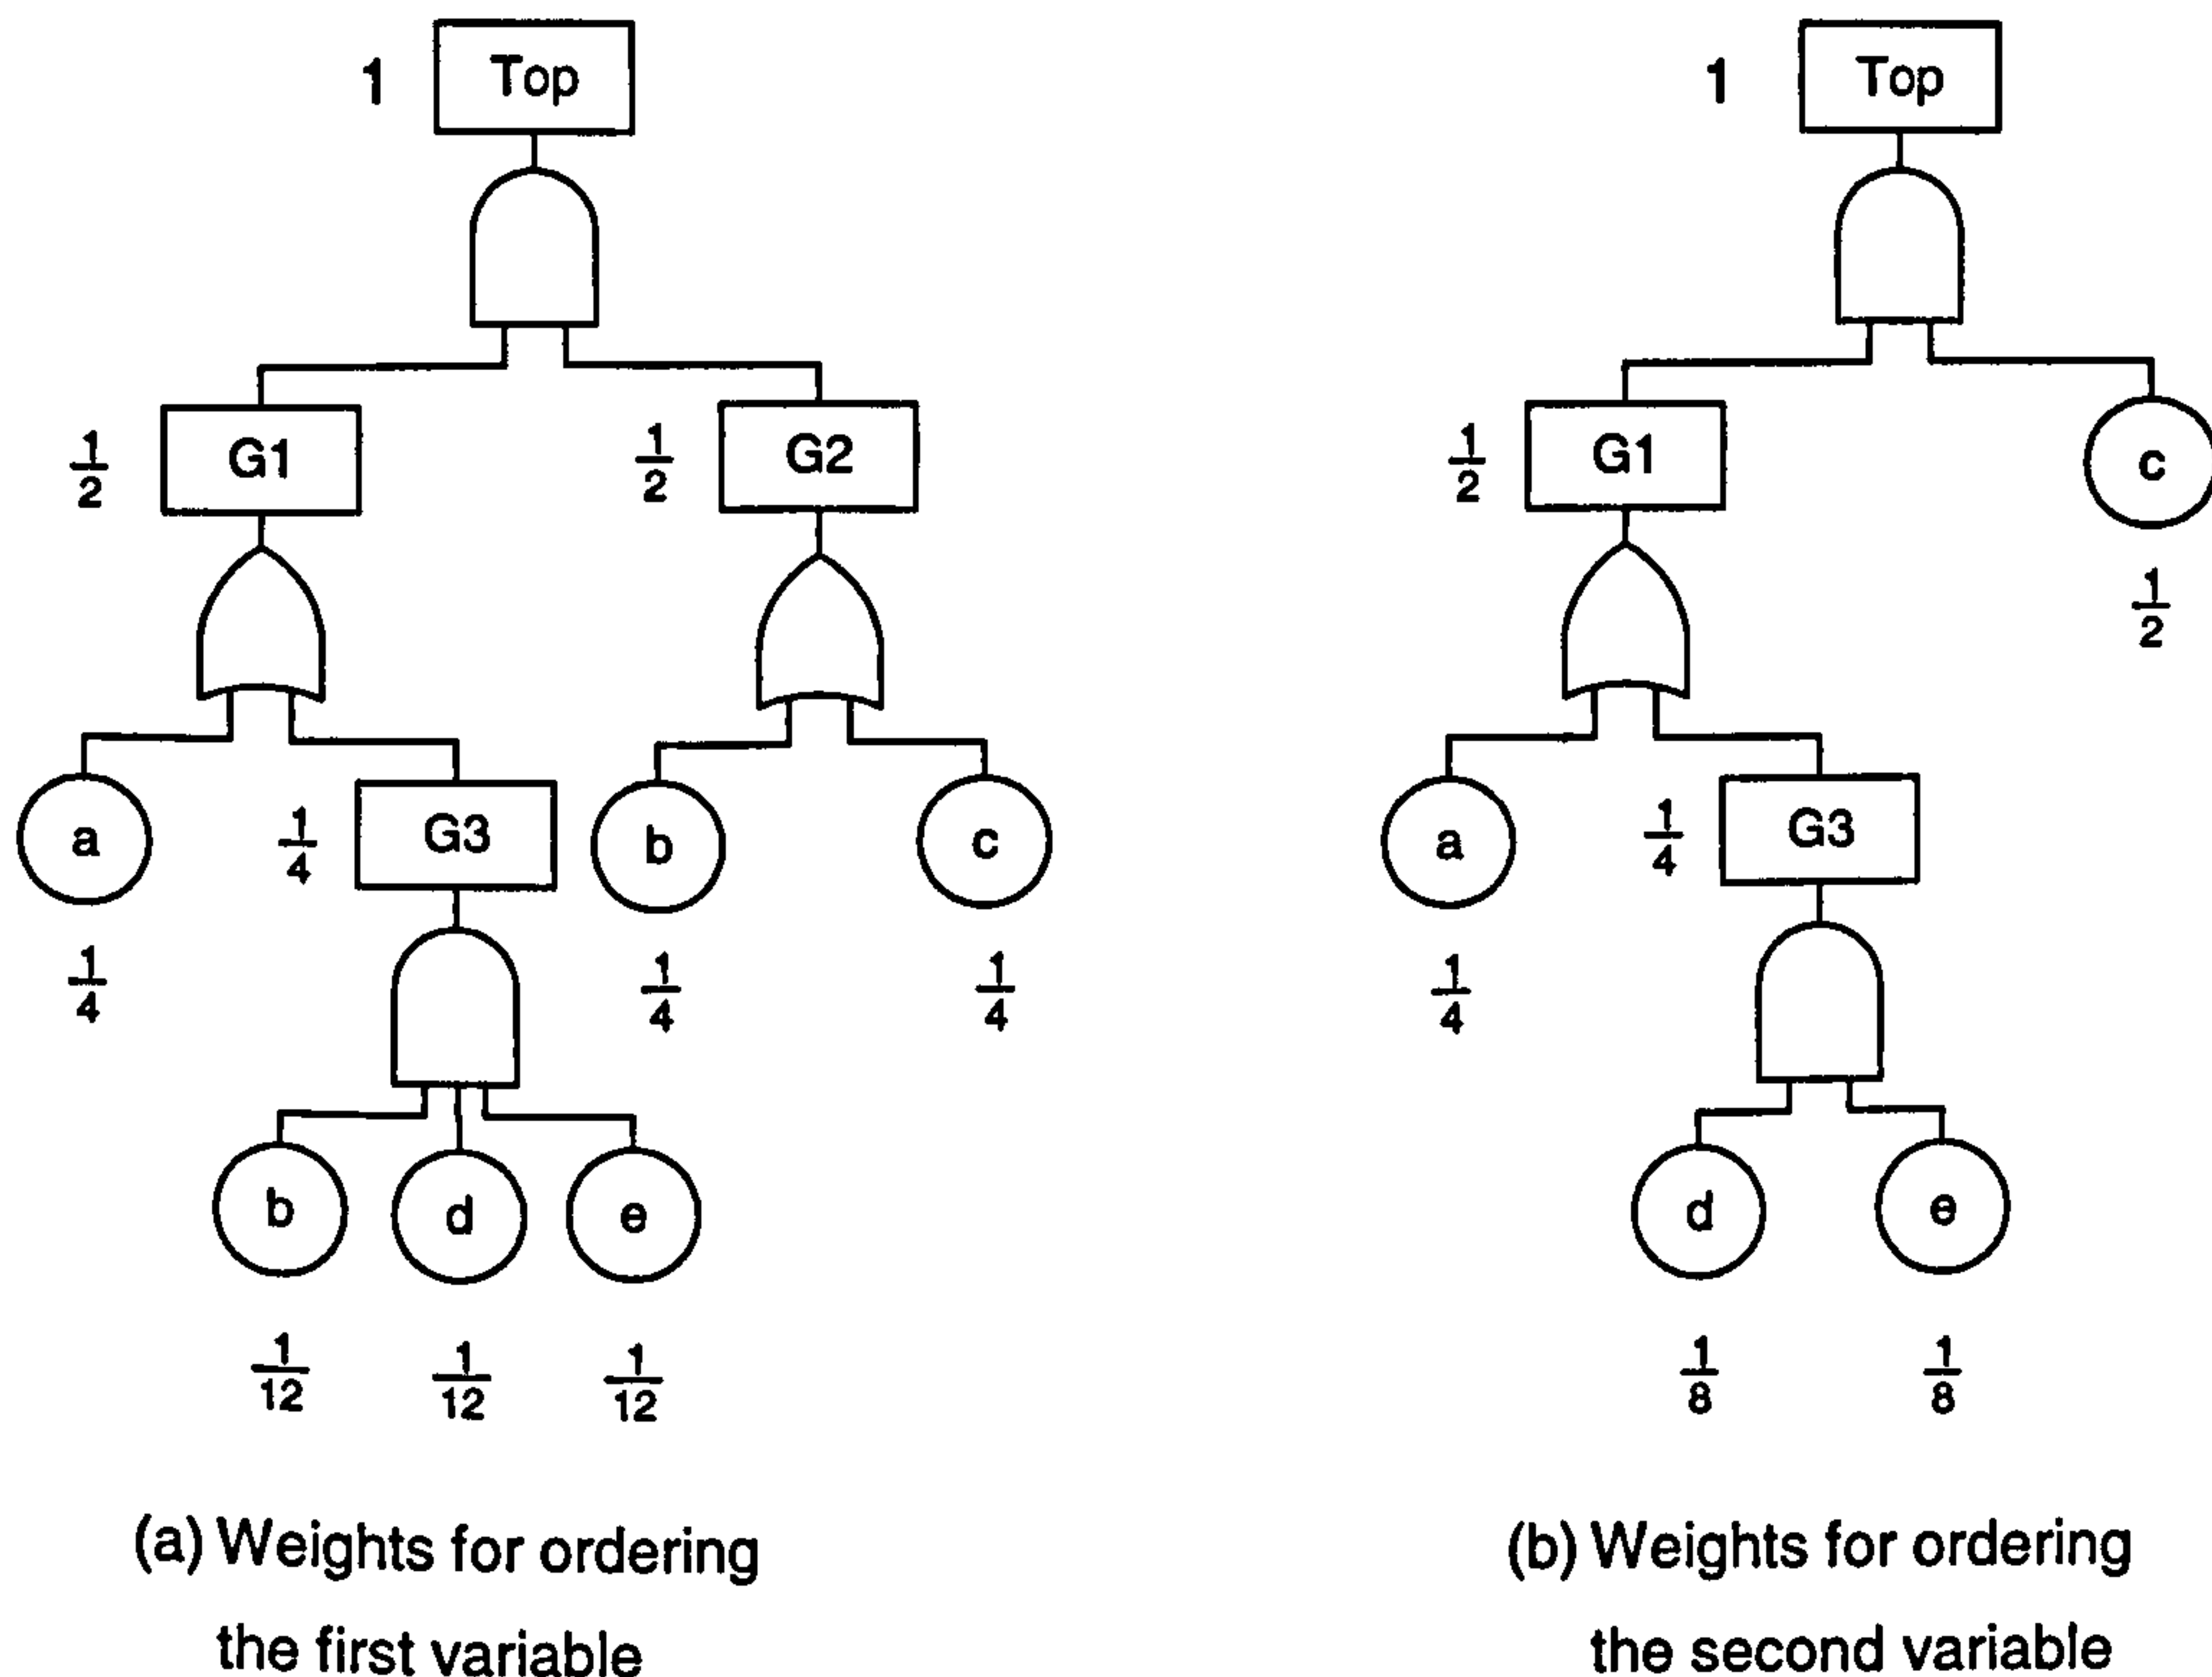 1 Top
1/2 G1
1/2 G2
a
1/4 G3
b
c
1/4
1/4
1/4
b
d
e
1/12
1/12
1/12
(a) Weights for ordering
the first variable
1 Top
1/2 G1
c
1/2
a
1/4 G3
1/4
d
e
1/8
1/8
(b) Weights for ordering
the second variable